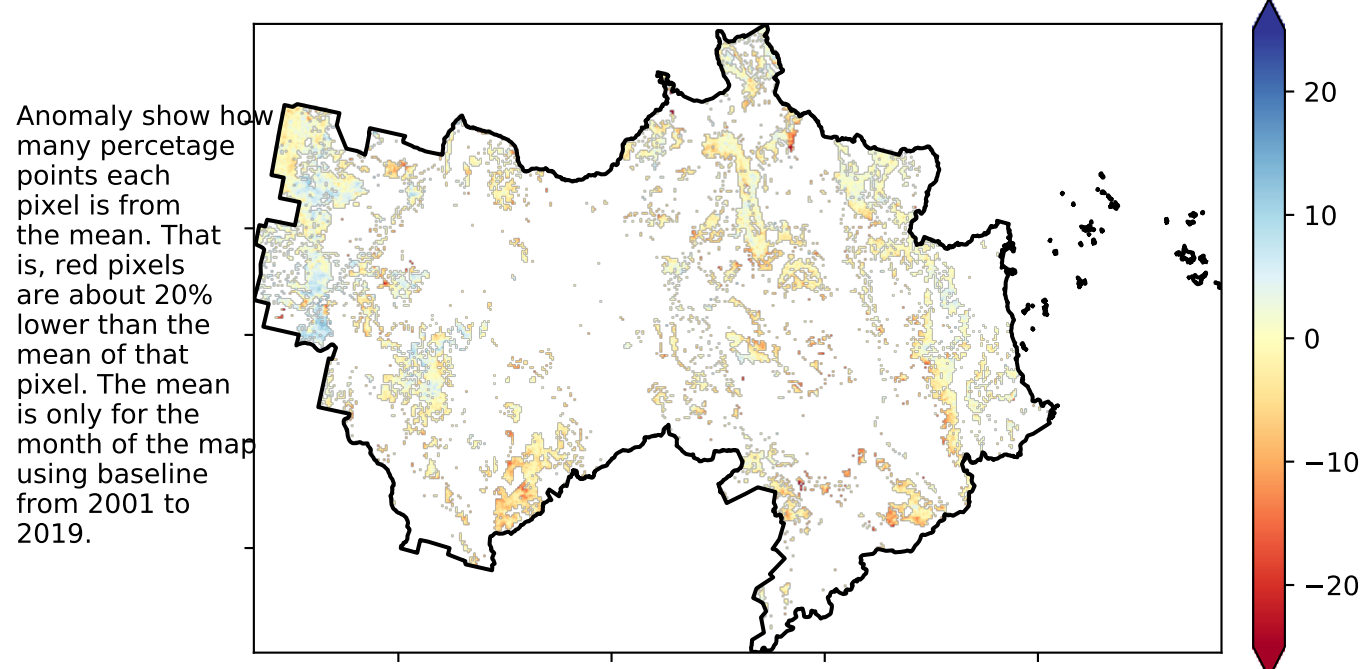 Anomaly show how
many percetage
points each
pixel is from
the mean. That
is, red pixels
are about 20%
lower than the
mean of that
pixel. The mean
is only for the
month of the map
using baseline
from 2001 to
2019.
20
10
0
−10
−20